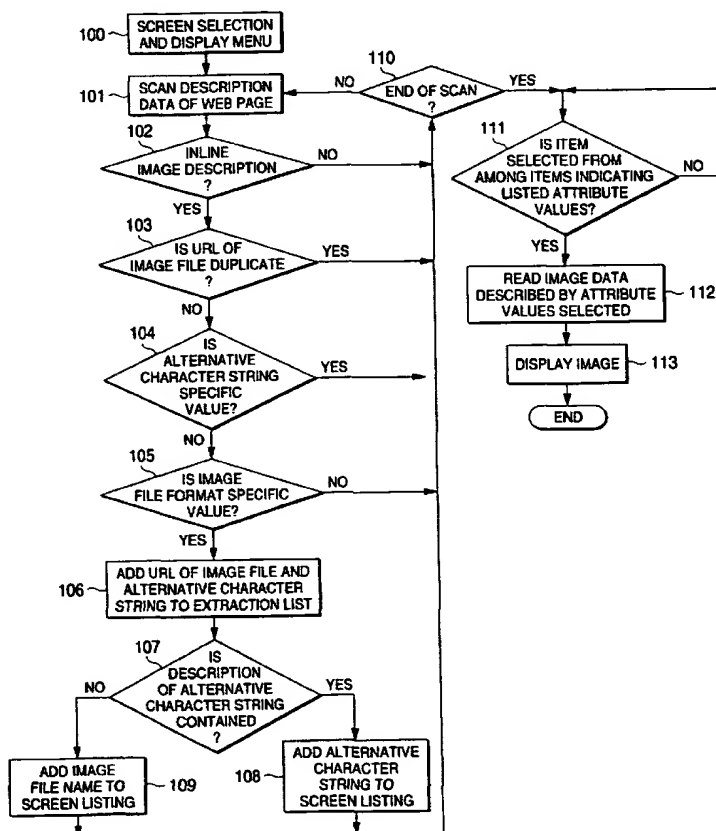 100
SCREEN SELECTION
AND DISPLAY MENU
101
SCAN DESCRIPTION
DATA OF WEB PAGE
102
INLINE
IMAGE DESCRIPTION
?
NO
YES
103
IS URL OF
IMAGE FILE DUPLICATE
?
YES
NO
104
IS
ALTERNATIVE
CHARACTER STRING
SPECIFIC
VALUE?
YES
NO
105
IS IMAGE
FILE FORMAT SPECIFIC
VALUE?
NO
YES
106
ADD URL OF IMAGE FILE AND
ALTERNATIVE CHARACTER
STRING TO EXTRACTION LIST
107
IS
DESCRIPTION
OF ALTERNATIVE
CHARACTER STRING
CONTAINED
?
NO
YES
ADD IMAGE
FILE NAME TO
SCREEN LISTING
109
108
ADD ALTERNATIVE
CHARACTER
STRING TO
SCREEN LISTING
110
END OF SCAN
?
NO
YES
111
IS ITEM
SELECTED FROM
AMONG ITEMS INDICATING
LISTED ATTRIBUTE
VALUES?
NO
YES
READ IMAGE DATA
DESCRIBED BY ATTRIBUTE
VALUES SELECTED
112
DISPLAY IMAGE
113
END